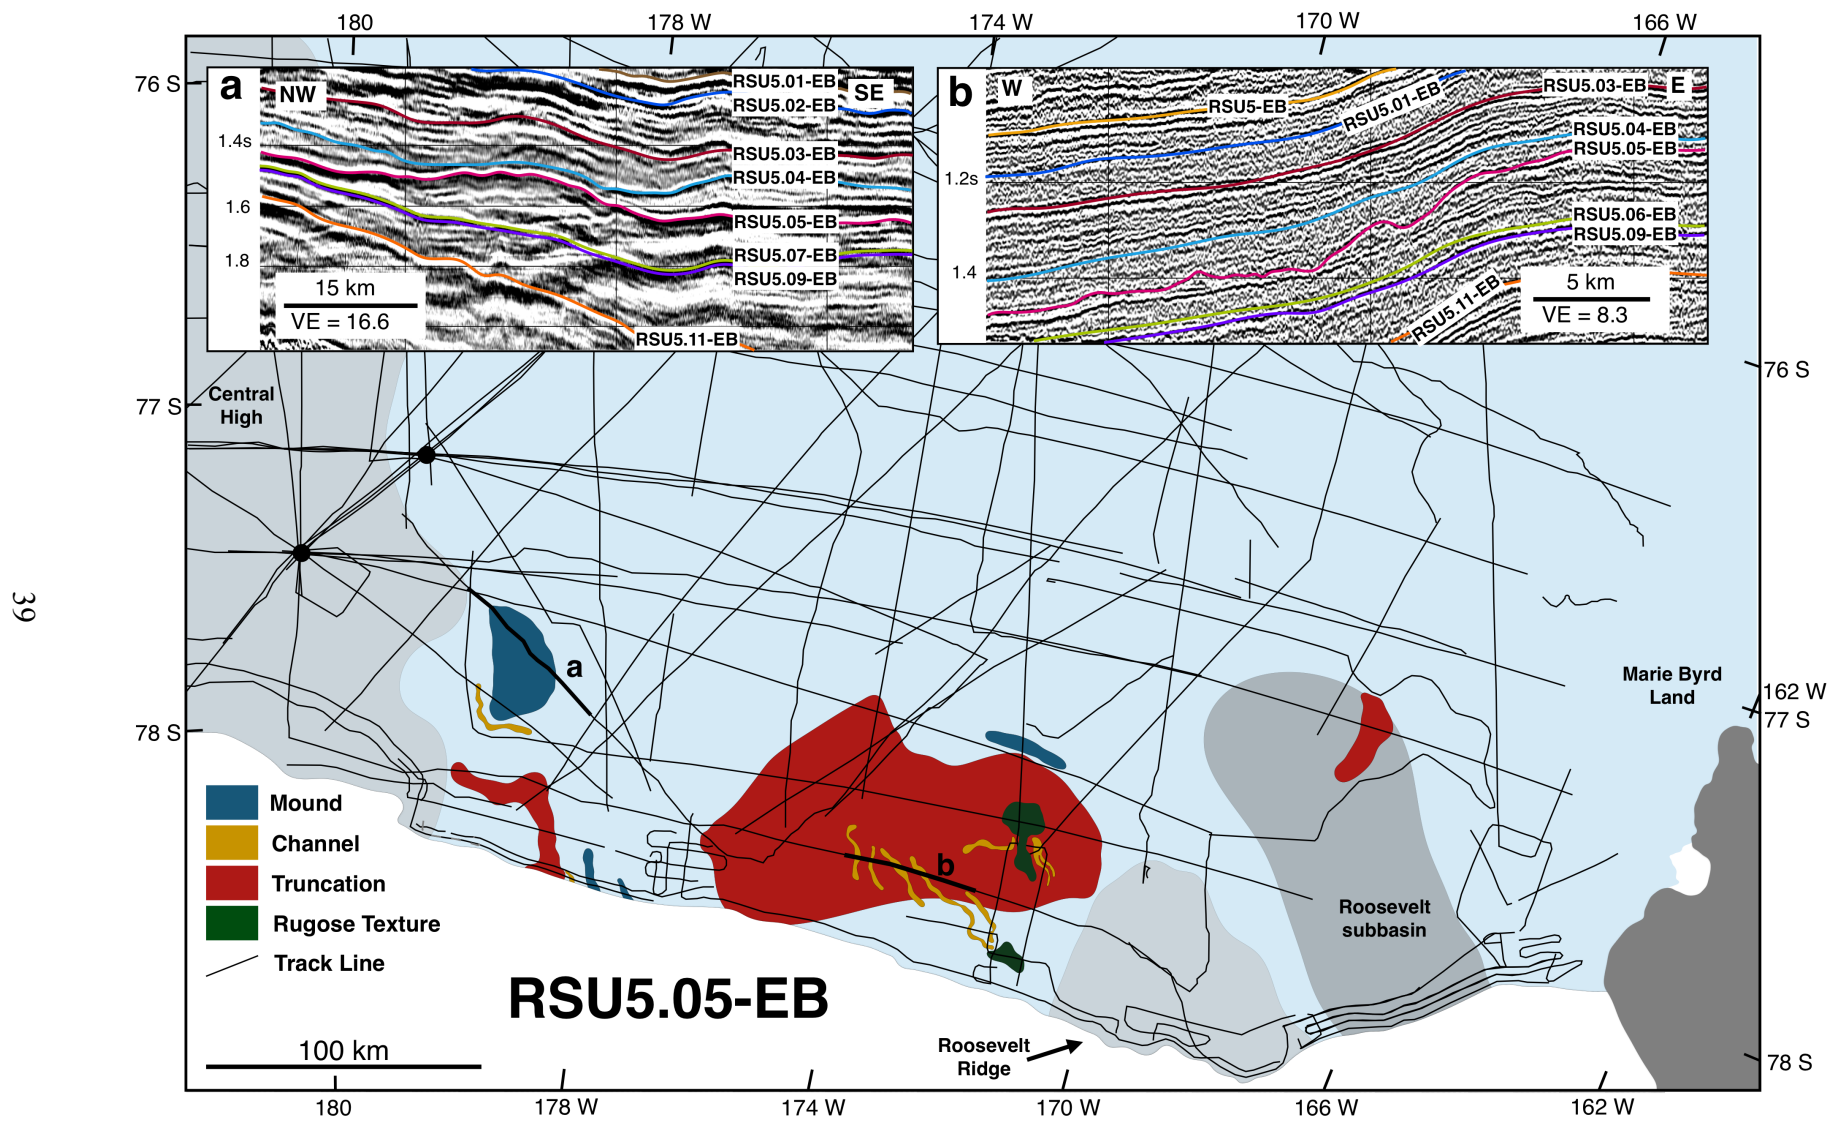 180
178 W
174 W
170 W
166 W
76 S
77 S
78 S
a
NW
SE
RSU5.01-EB
RSU5.02-EB
RSU5.03-EB
RSU5.04-EB
RSU5.05-EB
RSU5.07-EB
RSU5.09-EB
RSU5.11-EB
1.4s
1.6
1.8
15 km
VE = 16.6
b
W
E
RSU5-EB
RSU5.01-EB
RSU5.03-EB
RSU5.04-EB
RSU5.05-EB
RSU5.06-EB
RSU5.09-EB
RSU5.11-EB
1.2s
1.4
5 km
VE = 8.3
76 S
Central
High
39
a
b
Marie Byrd
Land
162 W
77 S
Mound
Channel
Truncation
Rugose Texture
Track Line
Roosevelt
subbasin
RSU5.05-EB
100 km
Roosevelt
Ridge
78 S
180
178 W
174 W
170 W
166 W
162 W